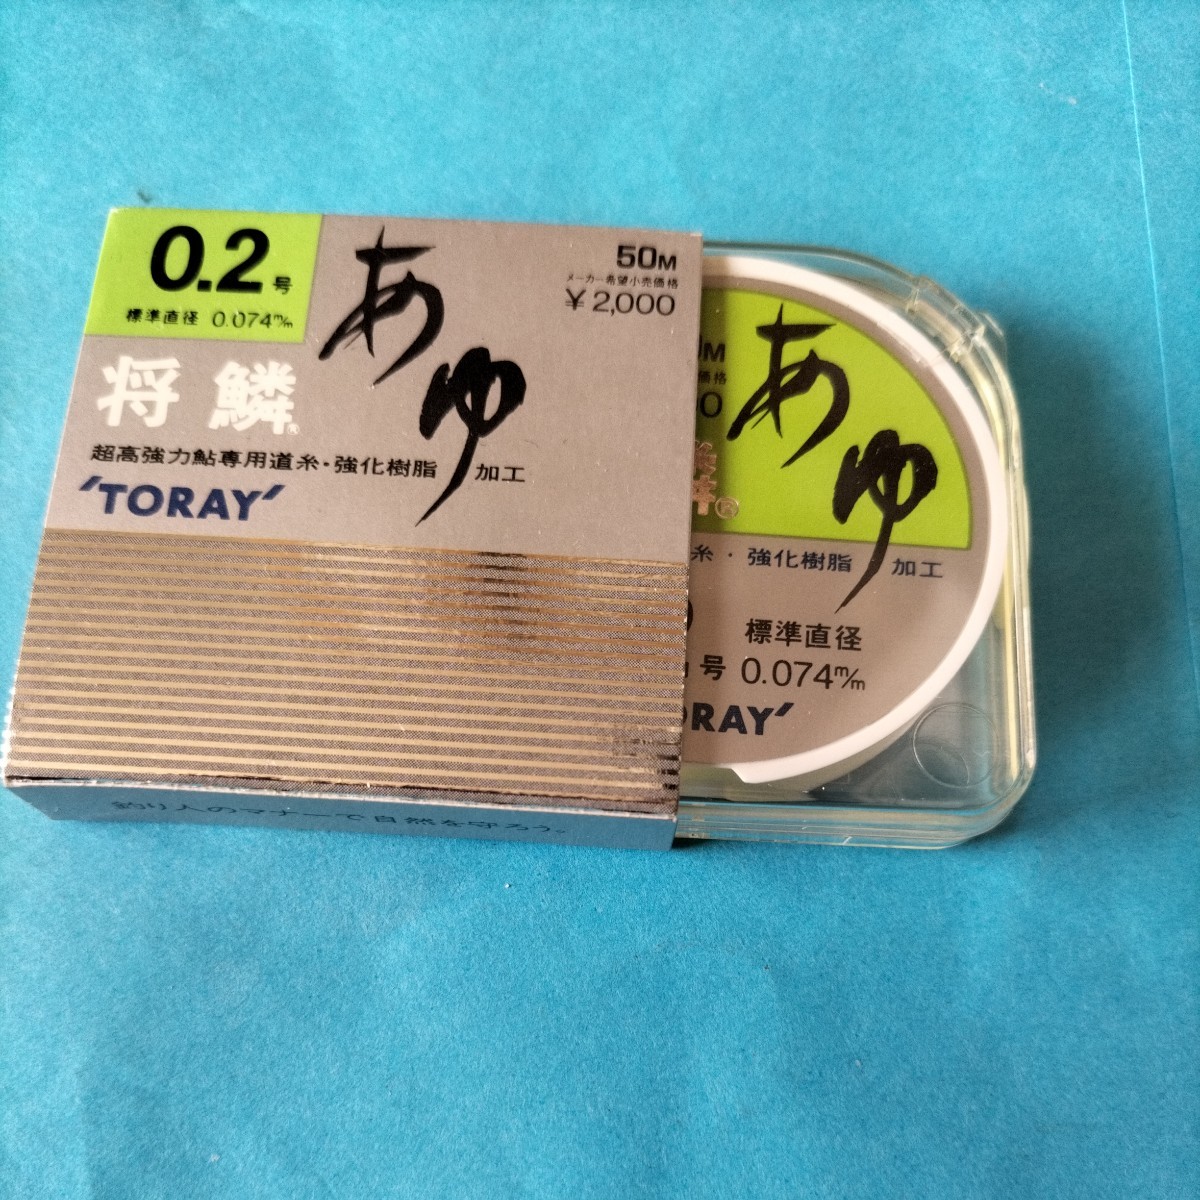 0.2号
標準直径 0.074m/m
あゆ
50M
メーカー希望小売価格
¥2,000
将鱗®
超高強力鮎専用道糸・強化樹脂加工
'TORAY'
釣り人のマナーで自然を守ろう。
M
価格
0
あゆ
®
糸・強化樹脂加工
標準直径
号 0.074m/m
ORAY'